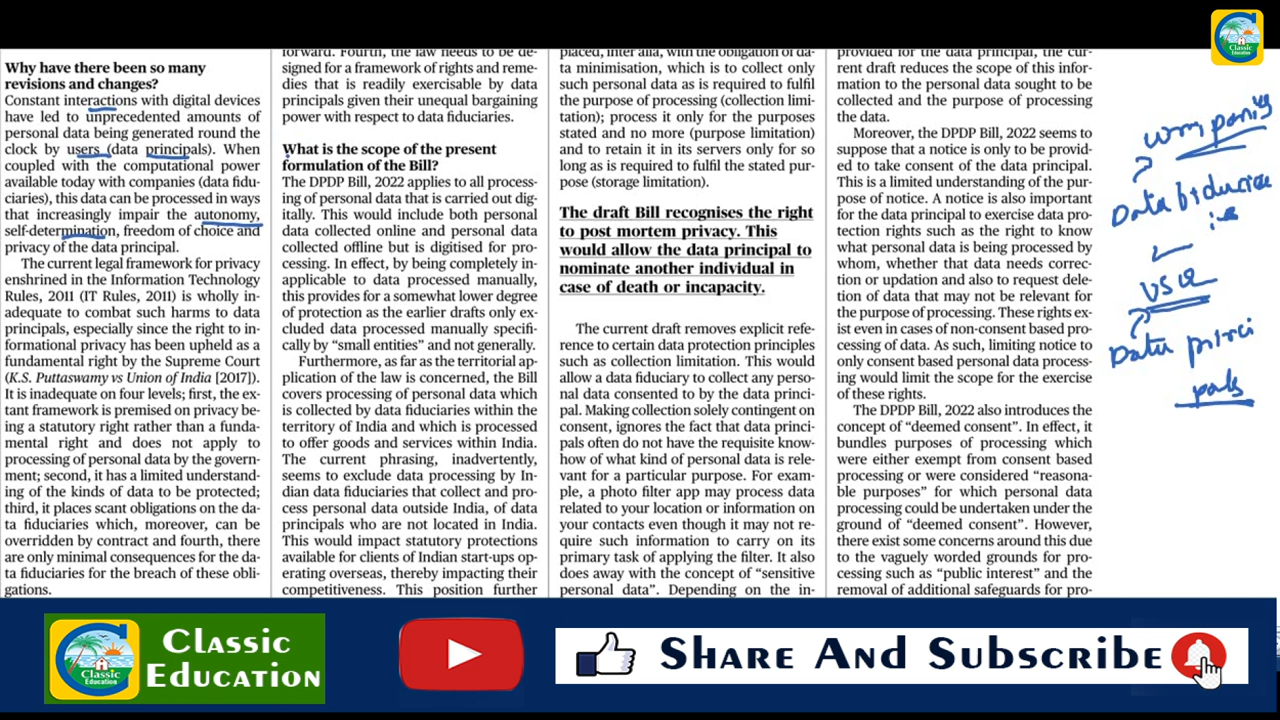 Classic
Education
Why have there been so many
revisions and changes?
Constant interactions with digital devices
have led to unprecedented amounts of
personal data being generated round the
clock by users (data principals). When
coupled with the computational power
available today with companies (data fidu-
ciaries), this data can be processed in ways
that increasingly impair the autonomy,
self-determination, freedom of choice and
privacy of the data principal.
The current legal framework for privacy
enshrined in the Information Technology
Rules, 2011 (IT Rules, 2011) is wholly in-
adequate to combat such harms to data
principals, especially since the right to in-
formational privacy has been upheld as a
fundamental right by the Supreme Court
(K.S. Puttaswamy vs Union of India [2017]).
It is inadequate on four levels; first, the ex-
tant framework is premised on privacy be-
ing a statutory right rather than a funda-
mental right and does not apply to
processing of personal data by the govern-
ment; second, it has a limited understand-
ing of the kinds of data to be protected;
third, it places scant obligations on the da-
ta fiduciaries which, moreover, can be
overridden by contract and fourth, there
are only minimal consequences for the da-
ta fiduciaries for the breach of these obli-
gations.
forward. Fourth, the law needs to be de-
signed for a framework of rights and reme-
dies that is readily exercisable by data
principals given their unequal bargaining
power with respect to data fiduciaries.
What is the scope of the present
formulation of the Bill?
The DPDP Bill, 2022 applies to all process-
ing of personal data that is carried out dig-
itally. This would include both personal
data collected online and personal data
collected offline but is digitised for pro-
cessing. In effect, by being completely in-
applicable to data processed manually,
this provides for a somewhat lower degree
of protection as the earlier drafts only ex-
cluded data processed manually specifi-
cally by “small entities” and not generally.
Furthermore, as far as the territorial ap-
plication of the law is concerned, the Bill
covers processing of personal data which
is collected by data fiduciaries within the
territory of India and which is processed
to offer goods and services within India.
The current phrasing, inadvertently,
seems to exclude data processing by In-
dian data fiduciaries that collect and pro-
cess personal data outside India, of data
principals who are not located in India.
This would impact statutory protections
available for clients of Indian start-ups op-
erating overseas, thereby impacting their
competitiveness. This position further
placed, inter alia, with the obligation of da-
ta minimisation, which is to collect only
such personal data as is required to fulfil
the purpose of processing (collection limi-
tation); process it only for the purposes
stated and no more (purpose limitation)
and to retain it in its servers only for so
long as is required to fulfil the stated pur-
pose (storage limitation).
The draft Bill recognises the right
to post mortem privacy. This
would allow the data principal to
nominate another individual in
case of death or incapacity.
The current draft removes explicit refe-
rence to certain data protection principles
such as collection limitation. This would
allow a data fiduciary to collect any perso-
nal data consented to by the data princi-
pal. Making collection solely contingent on
consent, ignores the fact that data princi-
pals often do not have the requisite know-
how of what kind of personal data is rele-
vant for a particular purpose. For exam-
ple, a photo filter app may process data
related to your location or information on
your contacts even though it may not re-
quire such information to carry on its
primary task of applying the filter. It also
does away with the concept of “sensitive
personal data”. Depending on the in-
provided for the data principal, the cur-
rent draft reduces the scope of this infor-
mation to the personal data sought to be
collected and the purpose of processing
the data.
Moreover, the DPDP Bill, 2022 seems to
suppose that a notice is only to be provid-
ed to take consent of the data principal.
This is a limited understanding of the pur-
pose of notice. A notice is also important
for the data principal to exercise data pro-
tection rights such as the right to know
what personal data is being processed by
whom, whether that data needs correc-
tion or updation and also to request dele-
tion of data that may not be relevant for
the purpose of processing. These rights ex-
ist even in cases of non-consent based pro-
cessing of data. As such, limiting notice to
only consent based personal data process-
ing would limit the scope for the exercise
of these rights.
The DPDP Bill, 2022 also introduces the
concept of “deemed consent”. In effect, it
bundles purposes of processing which
were either exempt from consent based
processing or were considered “reasona-
ble purposes” for which personal data
processing could be undertaken under the
ground of “deemed consent”. However,
there exist some concerns around this due
to the vaguely worded grounds for pro-
cessing such as “public interest” and the
removal of additional safeguards for pro-
Data
Data princi
pals
Classic
Education
Classic
Education
Share And Subscribe